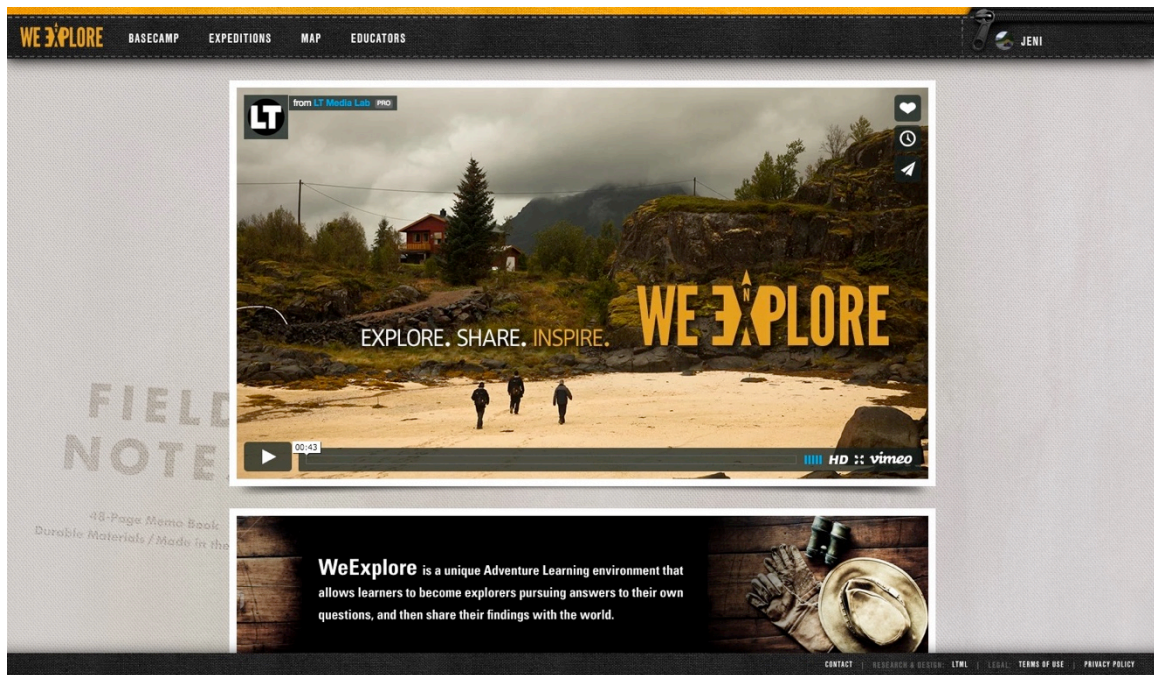 WE EXPLORE BASECAMP EXPEDITIONS MAP EDUCATORS JENI
LT from LT Media Lab PRO
WE EXPLORE
N
EXPLORE. SHARE. INSPIRE.
FIELD
NOTE
00:43
HD vimeo
48-Page Memo Book
Durable Materials / Made in the
WeExplore is a unique Adventure Learning environment that
allows learners to become explorers pursuing answers to their own
questions, and then share their findings with the world.
CONTACT | RESEARCH & DESIGN: LTML | LEGAL: TERMS OF USE | PRIVACY POLICY